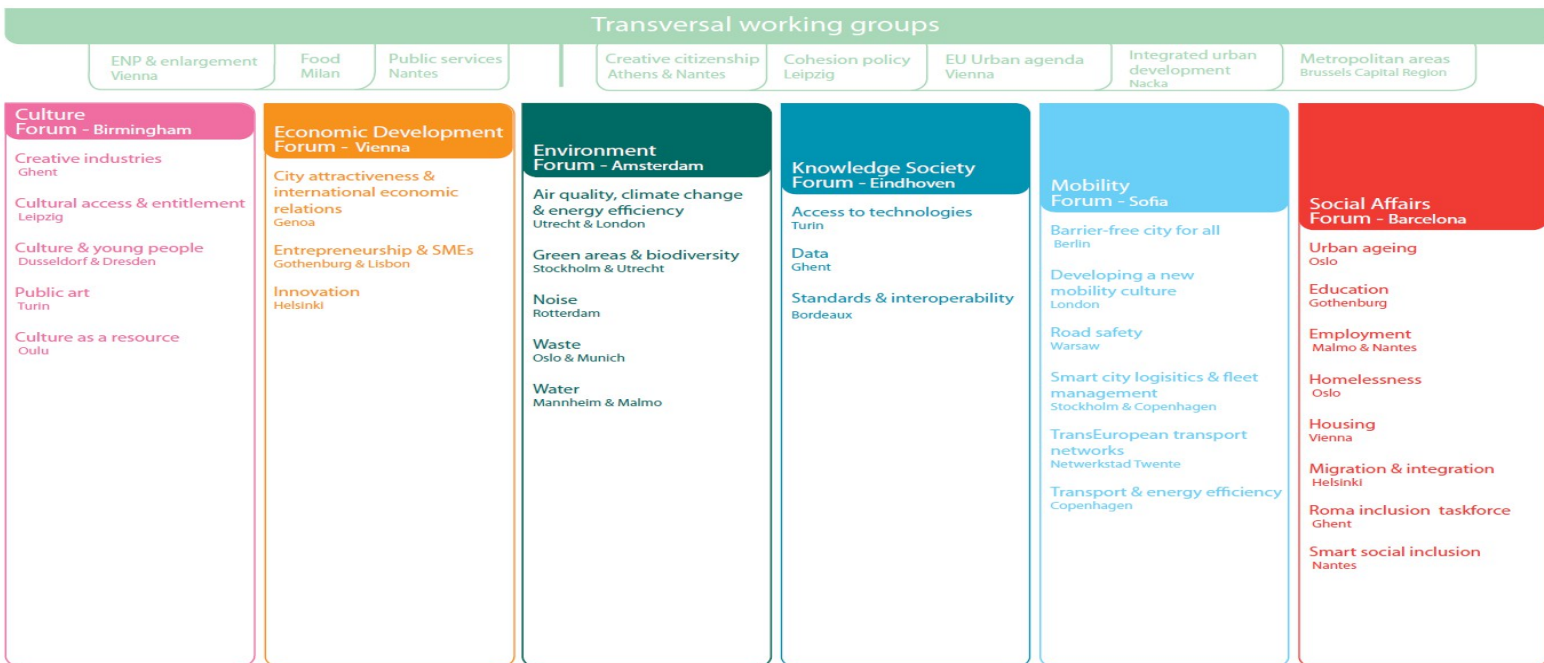 Transversal working groups
ENP & enlargement
Vienna
Food
Milan
Public services
Nantes
Creative citizenship
Athens & Nantes
Cohesion policy
Leipzig
EU Urban agenda
Vienna
Integrated urban
development
Nacka
Metropolitan areas
Brussels Capital Region
Culture
Forum - Birmingham
Creative industries
Ghent
Cultural access & entitlement
Leipzig
Culture & young people
Dusseldorf & Dresden
Public art
Turin
Culture as a resource
Oulu
Economic Development
Forum - Vienna
City attractiveness &
international economic
relations
Genoa
Entrepreneurship & SMEs
Gothenburg & Lisbon
Innovation
Helsinki
Environment
Forum - Amsterdam
Air quality, climate change
& energy efficiency
Utrecht & London
Green areas & biodiversity
Stockholm & Utrecht
Noise
Rotterdam
Waste
Oslo & Munich
Water
Mannheim & Malmo
Knowledge Society
Forum - Eindhoven
Access to technologies
Turin
Data
Ghent
Standards & interoperability
Bordeaux
Mobility
Forum - Sofia
Barrier-free city for all
Berlin
Developing a new
mobility culture
London
Road safety
Warsaw
Smart city logisitics & fleet
management
Stockholm & Copenhagen
TransEuropean transport
networks
Netwerkstad Twente
Transport & energy efficiency
Copenhagen
Social Affairs
Forum - Barcelona
Urban ageing
Oslo
Education
Gothenburg
Employment
Malmo & Nantes
Homelessness
Oslo
Housing
Vienna
Migration & integration
Helsinki
Roma inclusion taskforce
Ghent
Smart social inclusion
Nantes